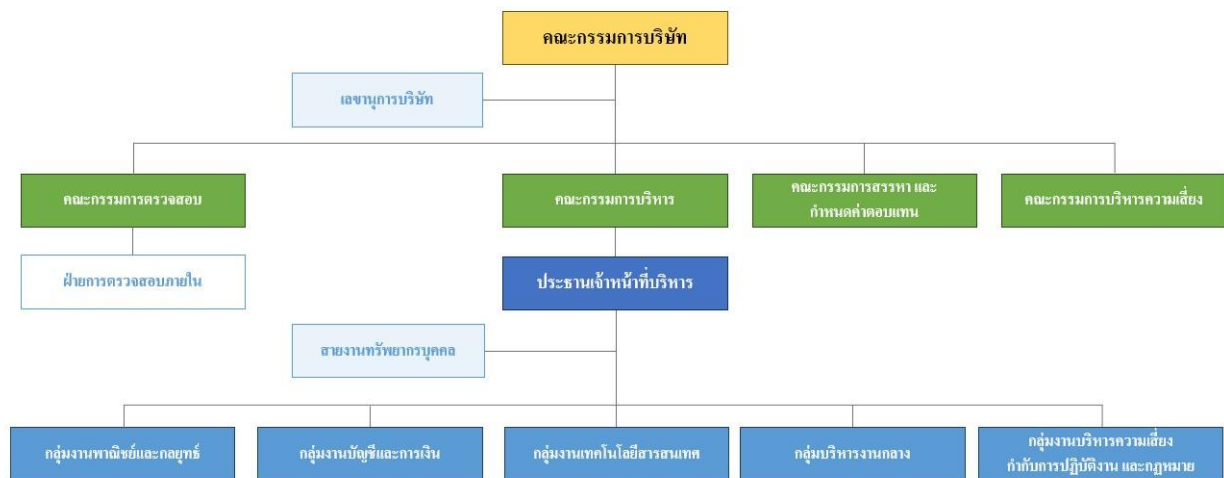 คณะกรรมการบริษัท
เลขานุการบริษัท
คณะกรรมการตรวจสอบ
คณะกรรมการบริหาร
คณะกรรมการสรรหา และ
กำหนดค่าตอบแทน
คณะกรรมการบริหารความเสี่ยง
ฝ่ายการตรวจสอบภายใน
ประธานเจ้าหน้าที่บริหาร
สายงานทรัพยากรบุคคล
กลุ่มงานพาณิชย์และกลยุทธ์
กลุ่มงานบัญชีและการเงิน
กลุ่มงานเทคโนโลยีสารสนเทศ
กลุ่มบริหารงานกลาง
กลุ่มงานบริหารความเสี่ยง
กำกับการปฏิบัติงาน และกฎหมาย